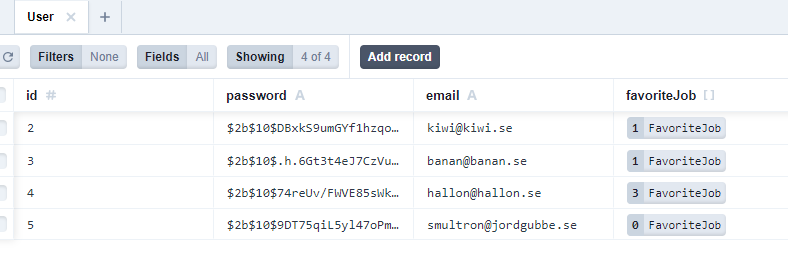 User
Filters None Fields All Showing 4 of 4 Add record
id # password A email A favoriteJob []
2 $2b$10$DBxkS9umGYf1hzqo… kiwi@kiwi.se 1 FavoriteJob
3 $2b$10$.h.6Gt3t4eJ7CzVu… banan@banan.se 1 FavoriteJob
4 $2b$10$74reUv/FWVE85sWk… hallon@hallon.se 3 FavoriteJob
5 $2b$10$9DT75qiL5yl47oPm… smultron@jordgubbe.se 0 FavoriteJob